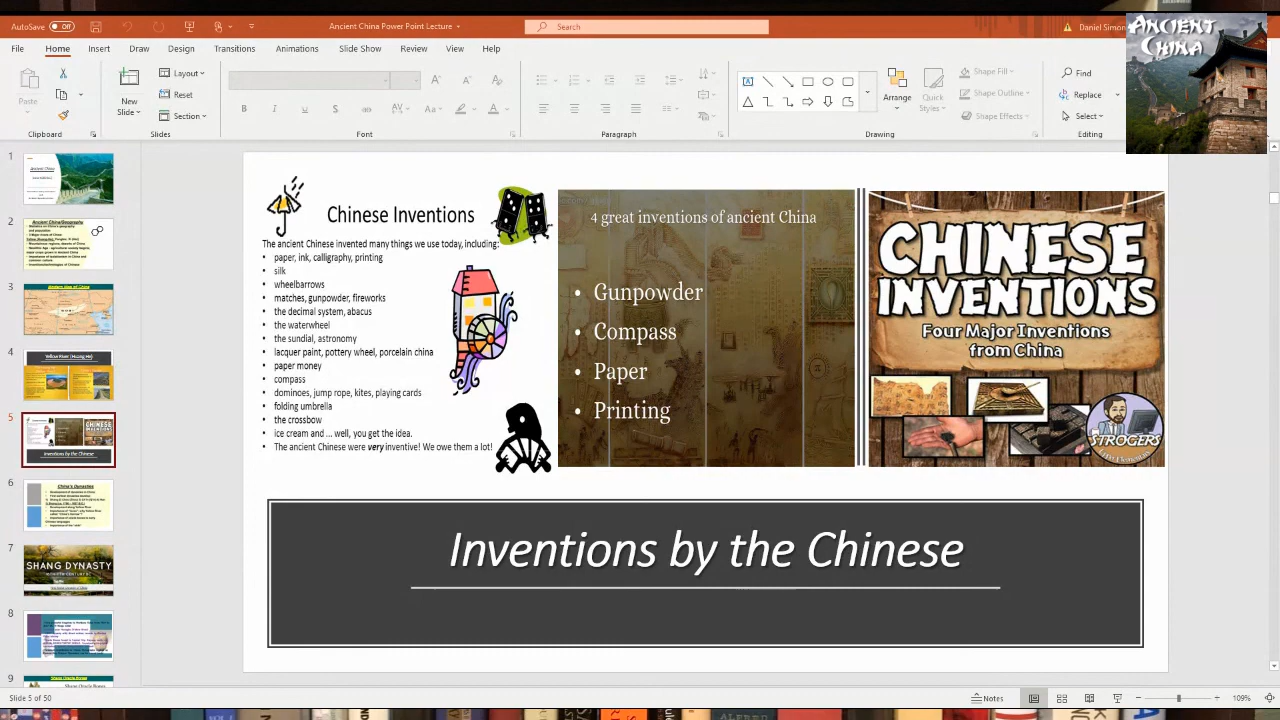 AutoSave
Off
Search
Daniel Simon
File
Home
Insert
Draw
Design
Transitions
Animations
Slide Show
Review
View
Help
Paste
New
Slide
Layout
Reset
Section
Arrange
Quick
Styles
Shape Fill
Shape Outline
Shape Effects
Find
Replace
Select
Clipboard
Slides
Font
Paragraph
Drawing
Editing
ANCIENT
CHINA
5
8
9
SHANG DYNASTY
Chinese Inventions
The ancient Chinese invented many things we use today, including
• paper, ink, calligraphy, printing
• silk
• wheelbarrows
• matches, gunpowder, fireworks
• the decimal system, abacus
• the waterwheel
• the sundial, astronomy
• lacquer paint, pottery wheel, porcelain china
• paper money
• compass
• dominoes, jump rope, kites, playing cards
• folding umbrella
• the crossbow
• ice cream and ... well, you get the idea.
• The ancient Chinese were very inventive! We owe them a lot!
4 great inventions of ancient China
• Gunpowder
• Compass
• Paper
• Printing
CHINESE
INVENTIONS
Four Major Inventions
from China
STROGERS
Inventions by the Chinese
Slide 5 of 50
Notes
109%